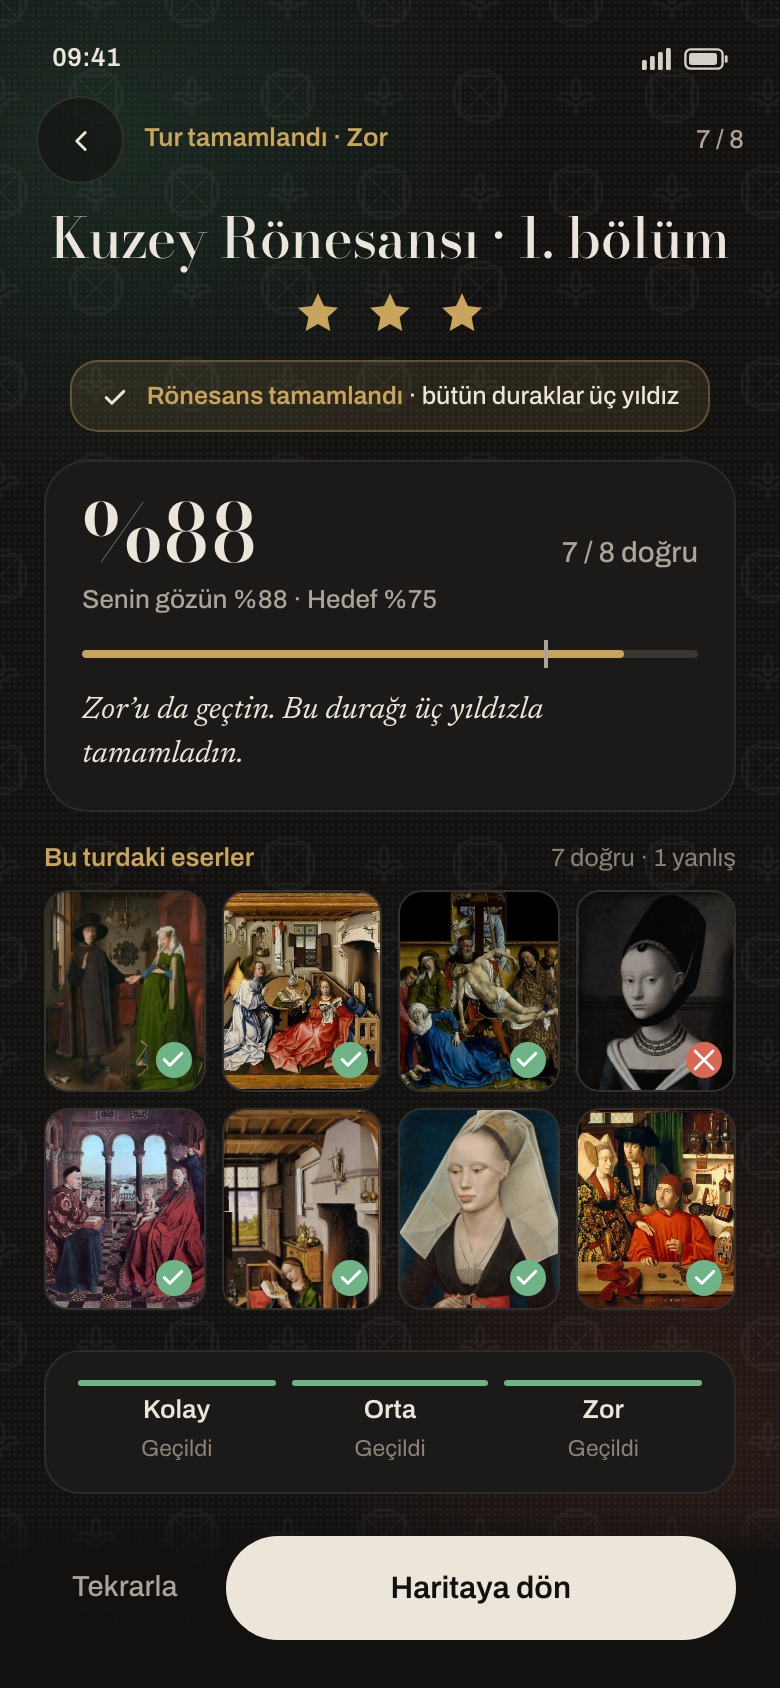 09:41
Tur tamamlandı · Zor
7 / 8
Kuzey Rönesansı · 1. bölüm
Rönesans tamamlandı · bütün duraklar üç yıldız
%88
7 / 8 doğru
Senin gözün %88 · Hedef %75
Zor’u da geçtin. Bu durağı üç yıldızla
tamamladın.
Bu turdaki eserler
7 doğru · 1 yanlış
Kolay
Orta
Zor
Geçildi
Geçildi
Geçildi
Tekrarla
Haritaya dön